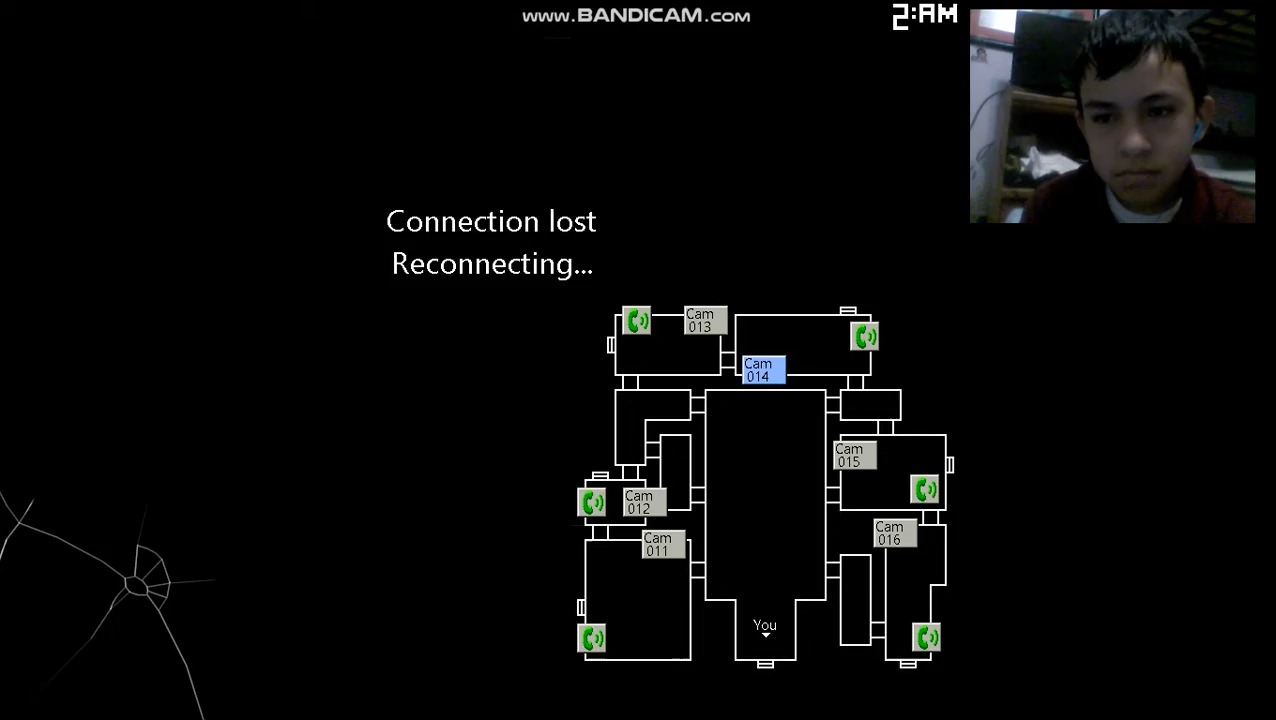 www.BANDICAM.com
2:AM
Connection lost
Reconnecting...
Cam
013
Cam
014
Cam
015
Cam
012
Cam
016
Cam
011
You